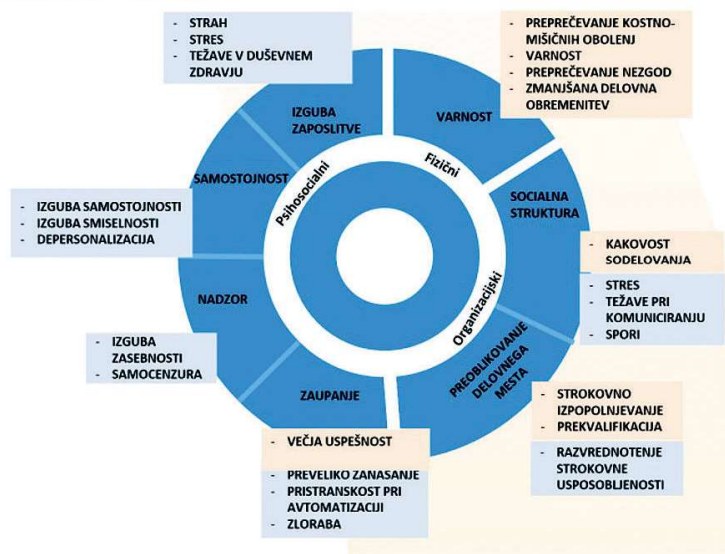 - STRAH
- STRES
- TEŽAVE V DUŠEVNEM
ZDRAVJU
- PREPREČEVANJE KOSTNO-
MIŠIČNIH OBOLENJ
- VARNOST
- PREPREČEVANJE NEZGOD
- ZMANJŠANA DELOVNA
OBREMENITEV
IZGUBA
ZAPOSLITVE
VARNOST
SAMOSTOJNOST
Psihosocialni
Fizični
SOCIALNA
STRUKTURA
- IZGUBA SAMOSTOJNOSTI
- IZGUBA SMISELNOSTI
- DEPERSONALIZACIJA
- KAKOVOST
SODELOVANJA
- STRES
- TEŽAVE PRI
KOMUNICIRANJU
- SPORI
NADZOR
Organizacijski
- IZGUBA
ZASEBNOSTI
- SAMOCENZURA
PREOBLIKOVANJE
DELOVNEGA
MESTA
ZAUPANJE
- STROKOVNO
IZPOPOLNJEVANJE
- PREKVALIFIKACIJA
- VEČJA USPEŠNOST
- PREVELIKO ZANAŠANJE
- PRISTRANSKOST PRI
AVTOMATIZACIJI
- ZLORABA
- RAZVREDNOTENJE
STROKOVNE
USPOSOBLJENOSTI